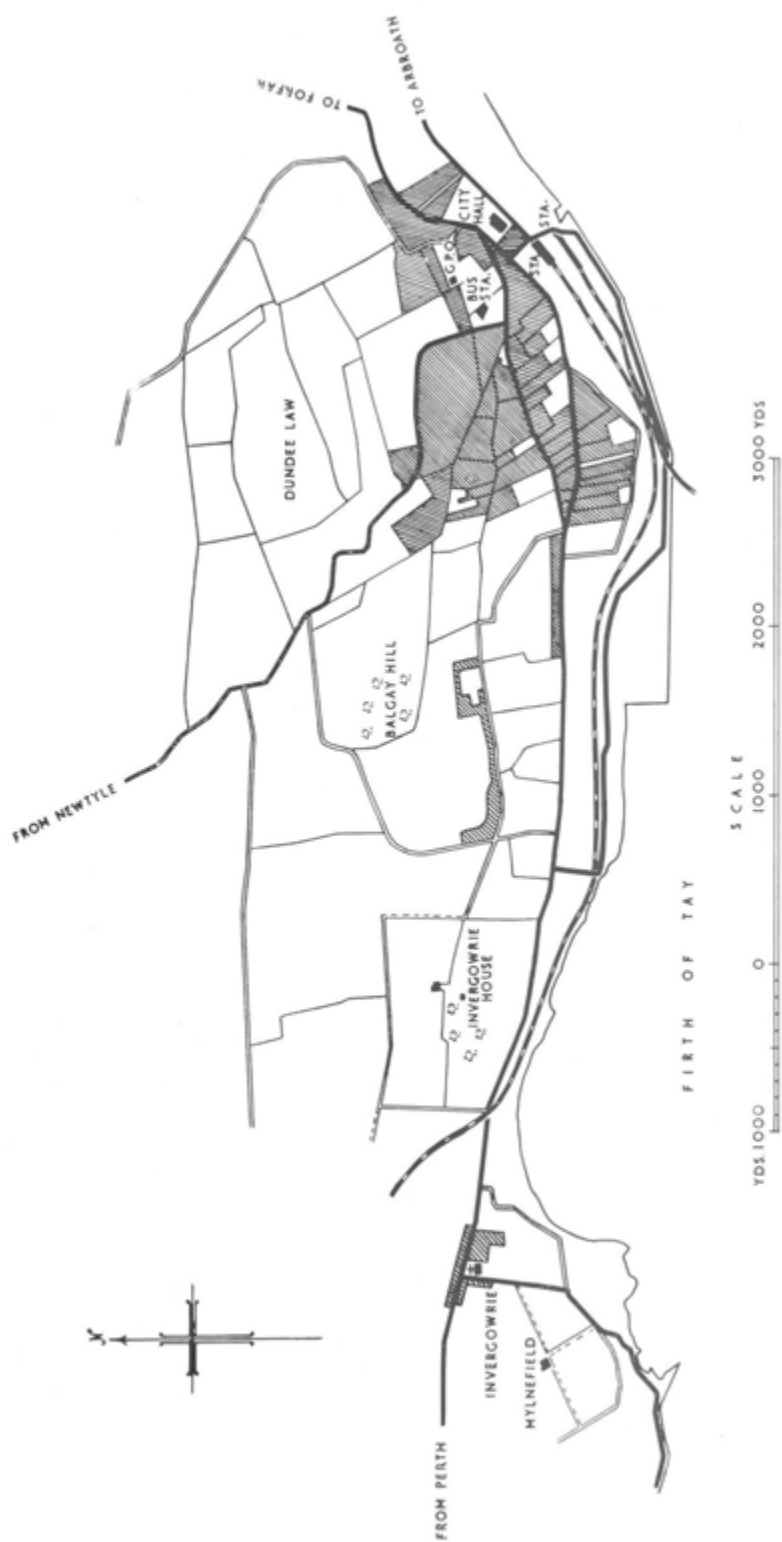 TO FORFAR
TO ARBROATH
CITY
HALL
G.P.O.
BUS
STA.
STA.
STA.
DUNDEE LAW
FROM NEWTYLE
BALGAY HILL
INVERGOWRIE
HOUSE
N
INVERGOWRIE
MYLNEFIELD
FROM PERTH
FIRTH OF TAY
SCALE
YDS.1000 0 1000 2000 3000 YDS